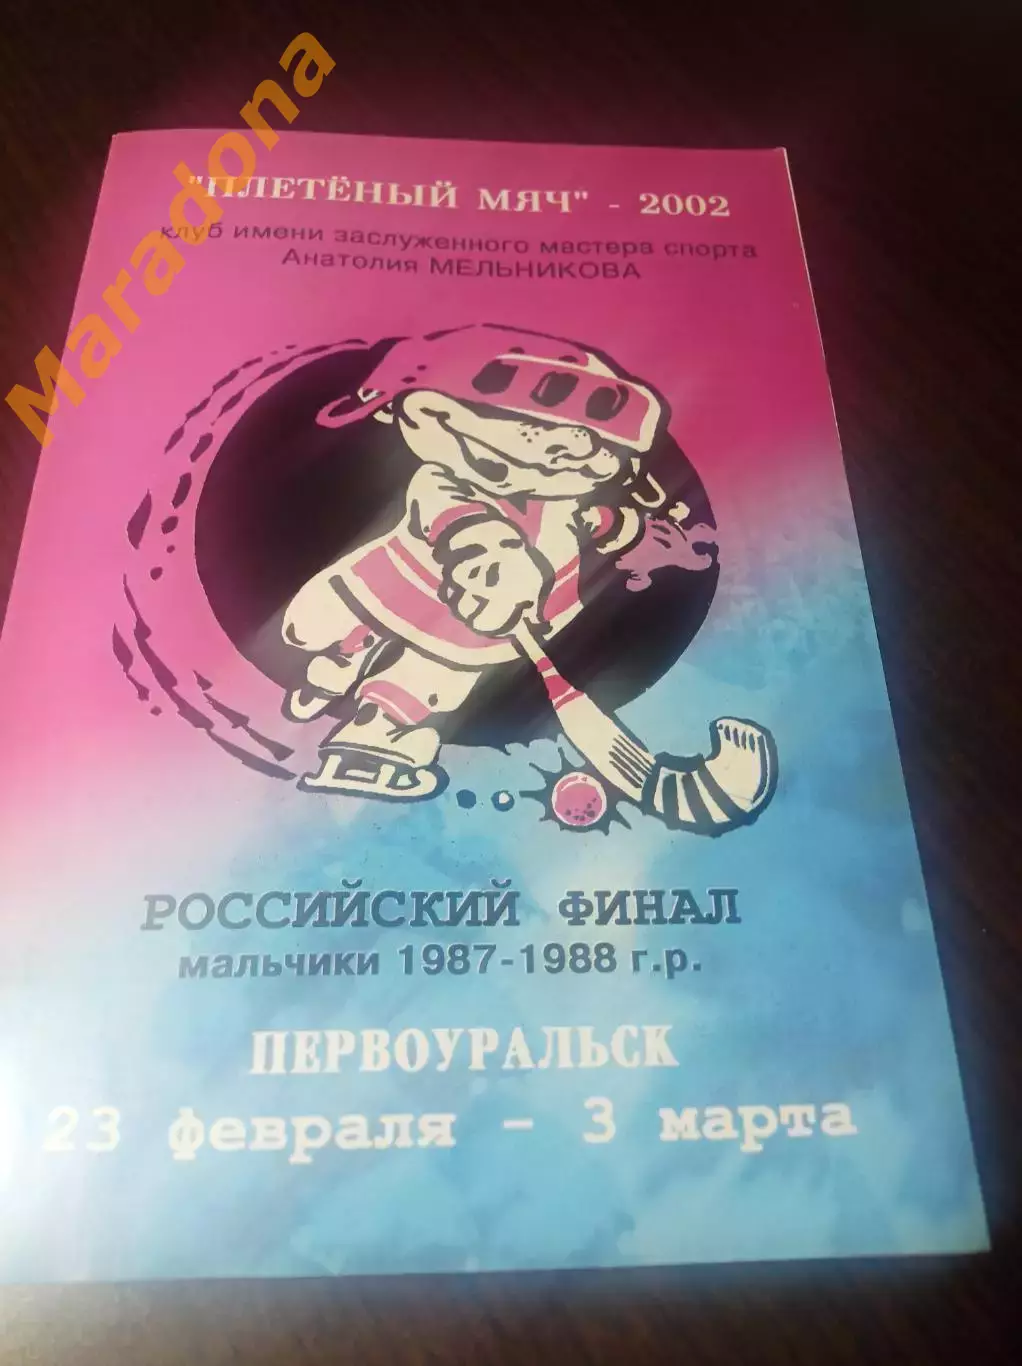 Maradona
"ПЛЕТЁНЫЙ МЯЧ" - 2002
клуб имени заслуженного мастера спорта
Анатолия МЕЛЬНИКОВА
РОССИЙСКИЙ ФИНАЛ
мальчики 1987-1988 г.р.
ПЕРВОУРАЛЬСК
23 февраля - 3 марта